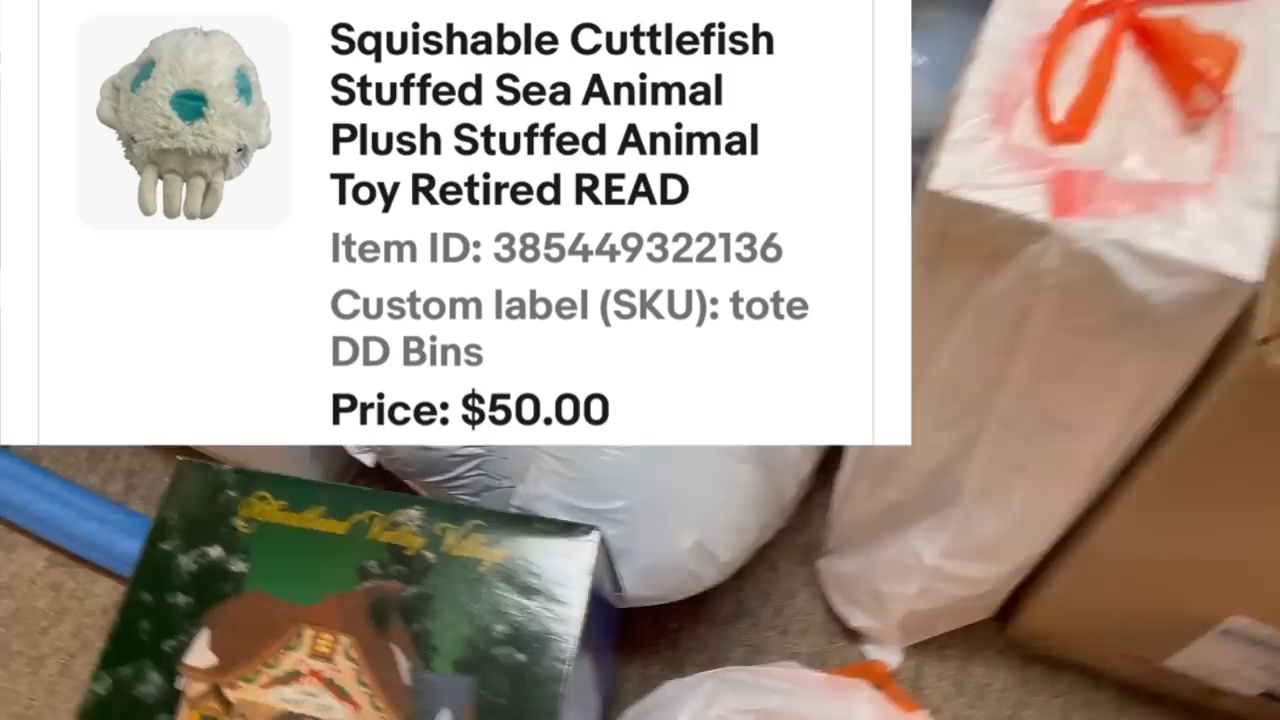 Squishable Cuttlefish
Stuffed Sea Animal
Plush Stuffed Animal
Toy Retired READ
Item ID: 385449322136
Custom label (SKU): tote
DD Bins
Price: $50.00
Valley